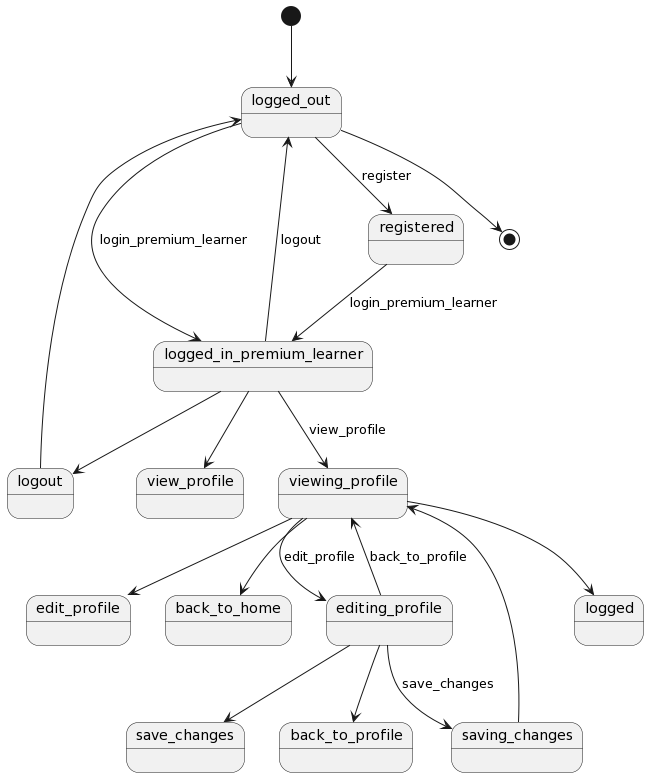 logged_out
register
registered
login_premium_learner
logout
login_premium_learner
logged_in_premium_learner
view_profile
logout
view_profile
viewing_profile
edit_profile
back_to_profile
edit_profile
back_to_home
editing_profile
logged
save_changes
save_changes
back_to_profile
saving_changes